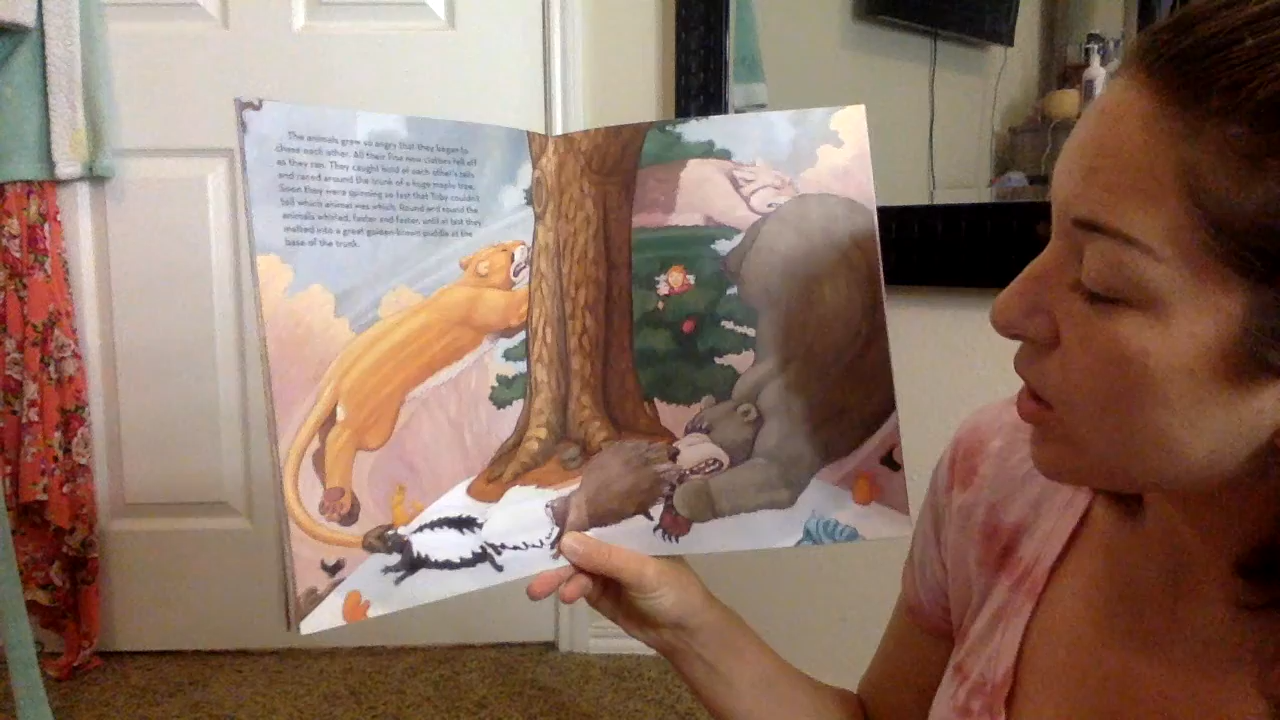 The animals grew so angry that they began to
chase each other. All their fine new clothes fell off
as they ran. They caught hold of each other's tails
and raced around the trunk of a huge maple tree.
Soon they were spinning so fast that Toby couldn't
tell which animal was which. Round and round the
animals whirled, faster and faster, until at last they
melted into a great golden-brown puddle at the
base of the trunk.